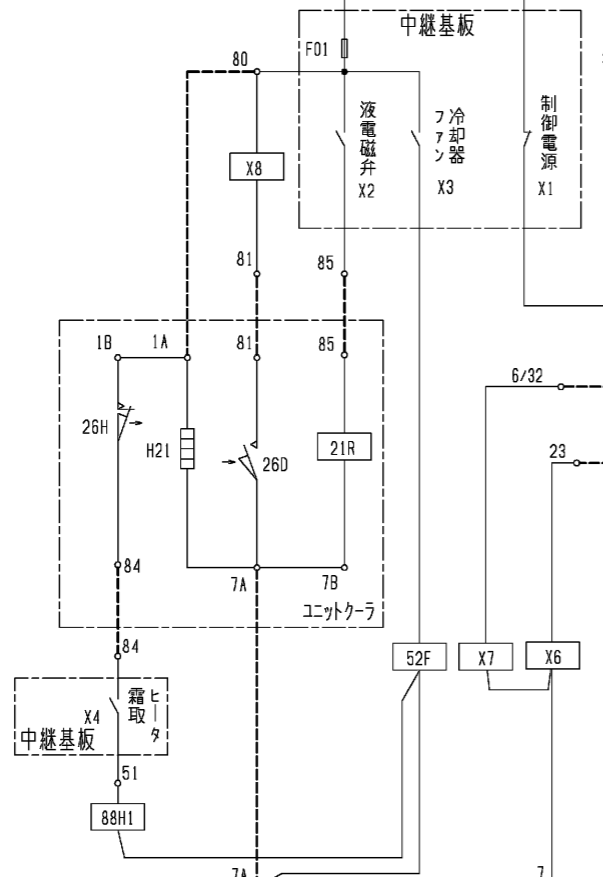 中継基板
F01
80
液電磁弁
X2
冷却器
ファン
X3
制御電源
X1
X8
81
85
1B
1A
81
85
6/32
26H
H21
26D
21R
23
84
7A
7B
ユニットクーラ
84
52F
X7
X6
X4
霜取
ヒータ
中継基板
51
88H1
7A
7